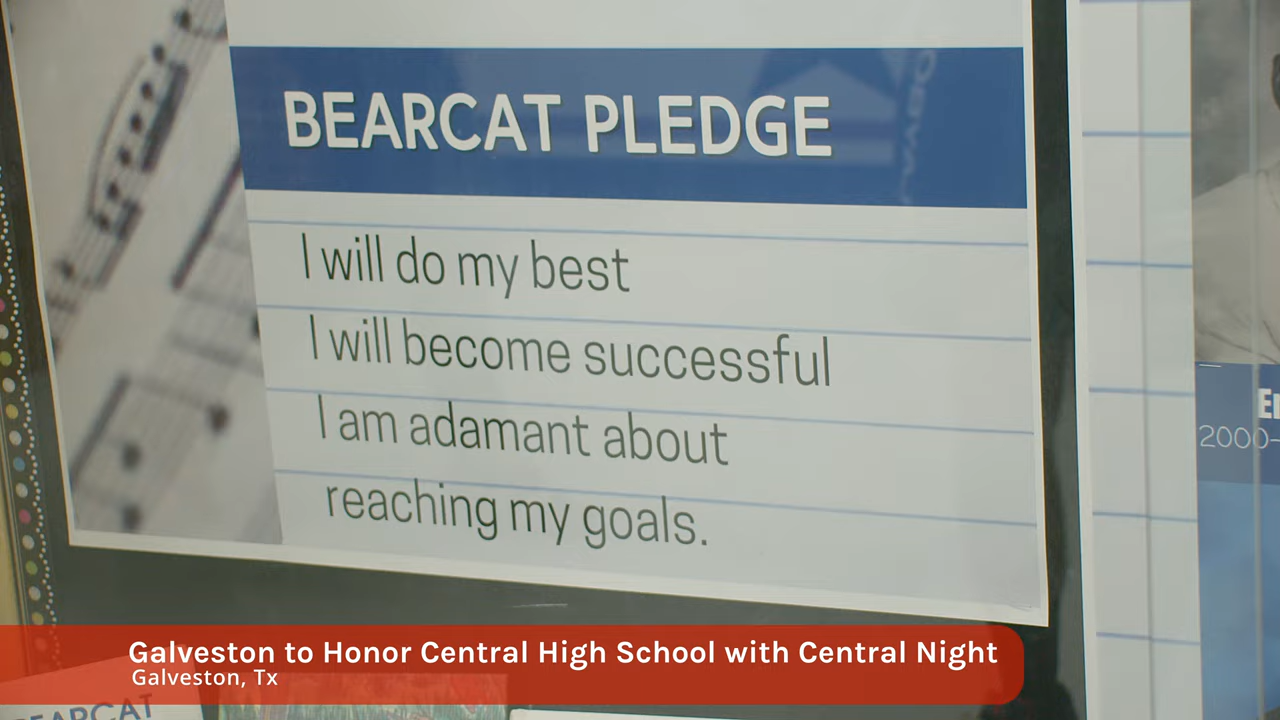 BEARCAT PLEDGE
I will do my best
I will become successful
I am adamant about
reaching my goals.
2000-
Galveston to Honor Central High School with Central Night
Galveston, Tx